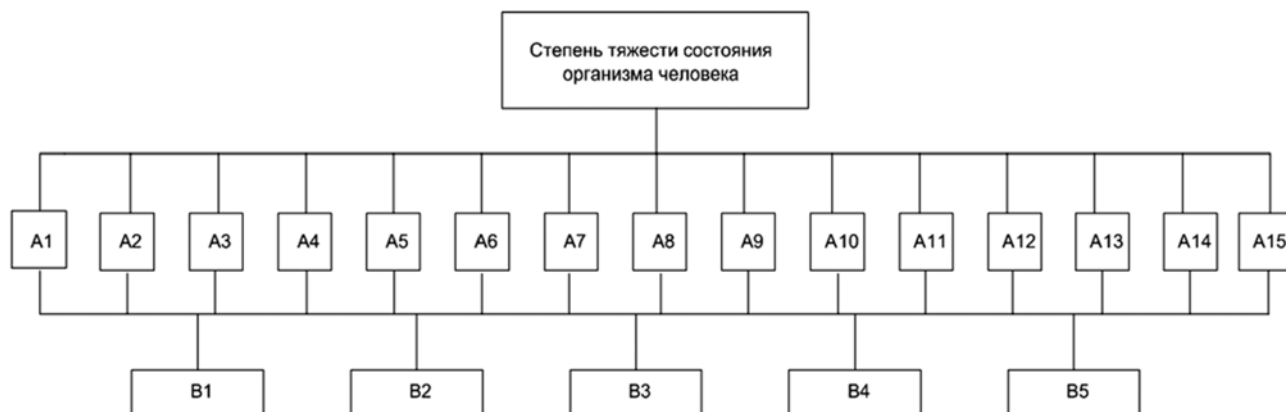 Степень тяжести состояния
организма человека
A1 A2 A3 A4 A5 A6 A7 A8 A9 A10 A11 A12 A13 A14 A15
B1 B2 B3 B4 B5